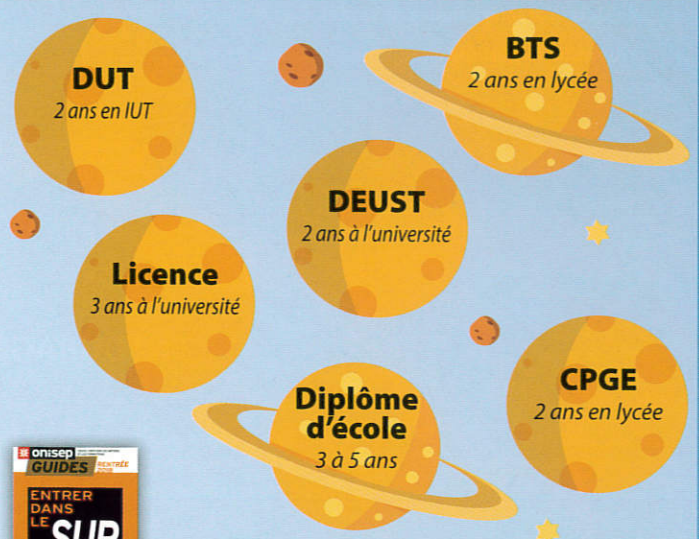 DUT
2 ans en IUT
BTS
2 ans en lycée
DEUST
2 ans à l'université
Licence
3 ans à l'université
Diplôme
d'école
3 à 5 ans
CPGE
2 ans en lycée
onisep
GUIDES
RENTRÉE
ENTRER
DANS
LE SUP